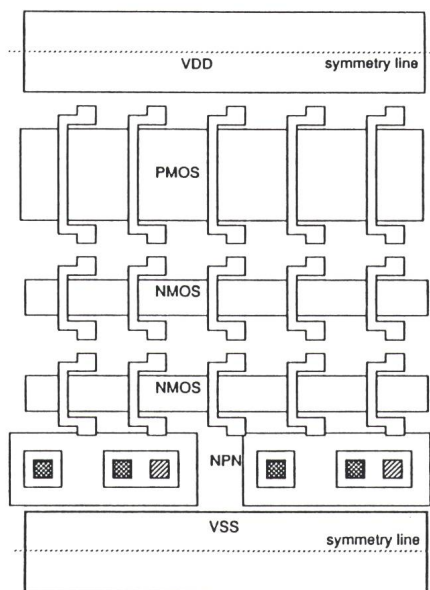 VDD
symmetry line
PMOS
NMOS
NMOS
NPN
VSS
symmetry line